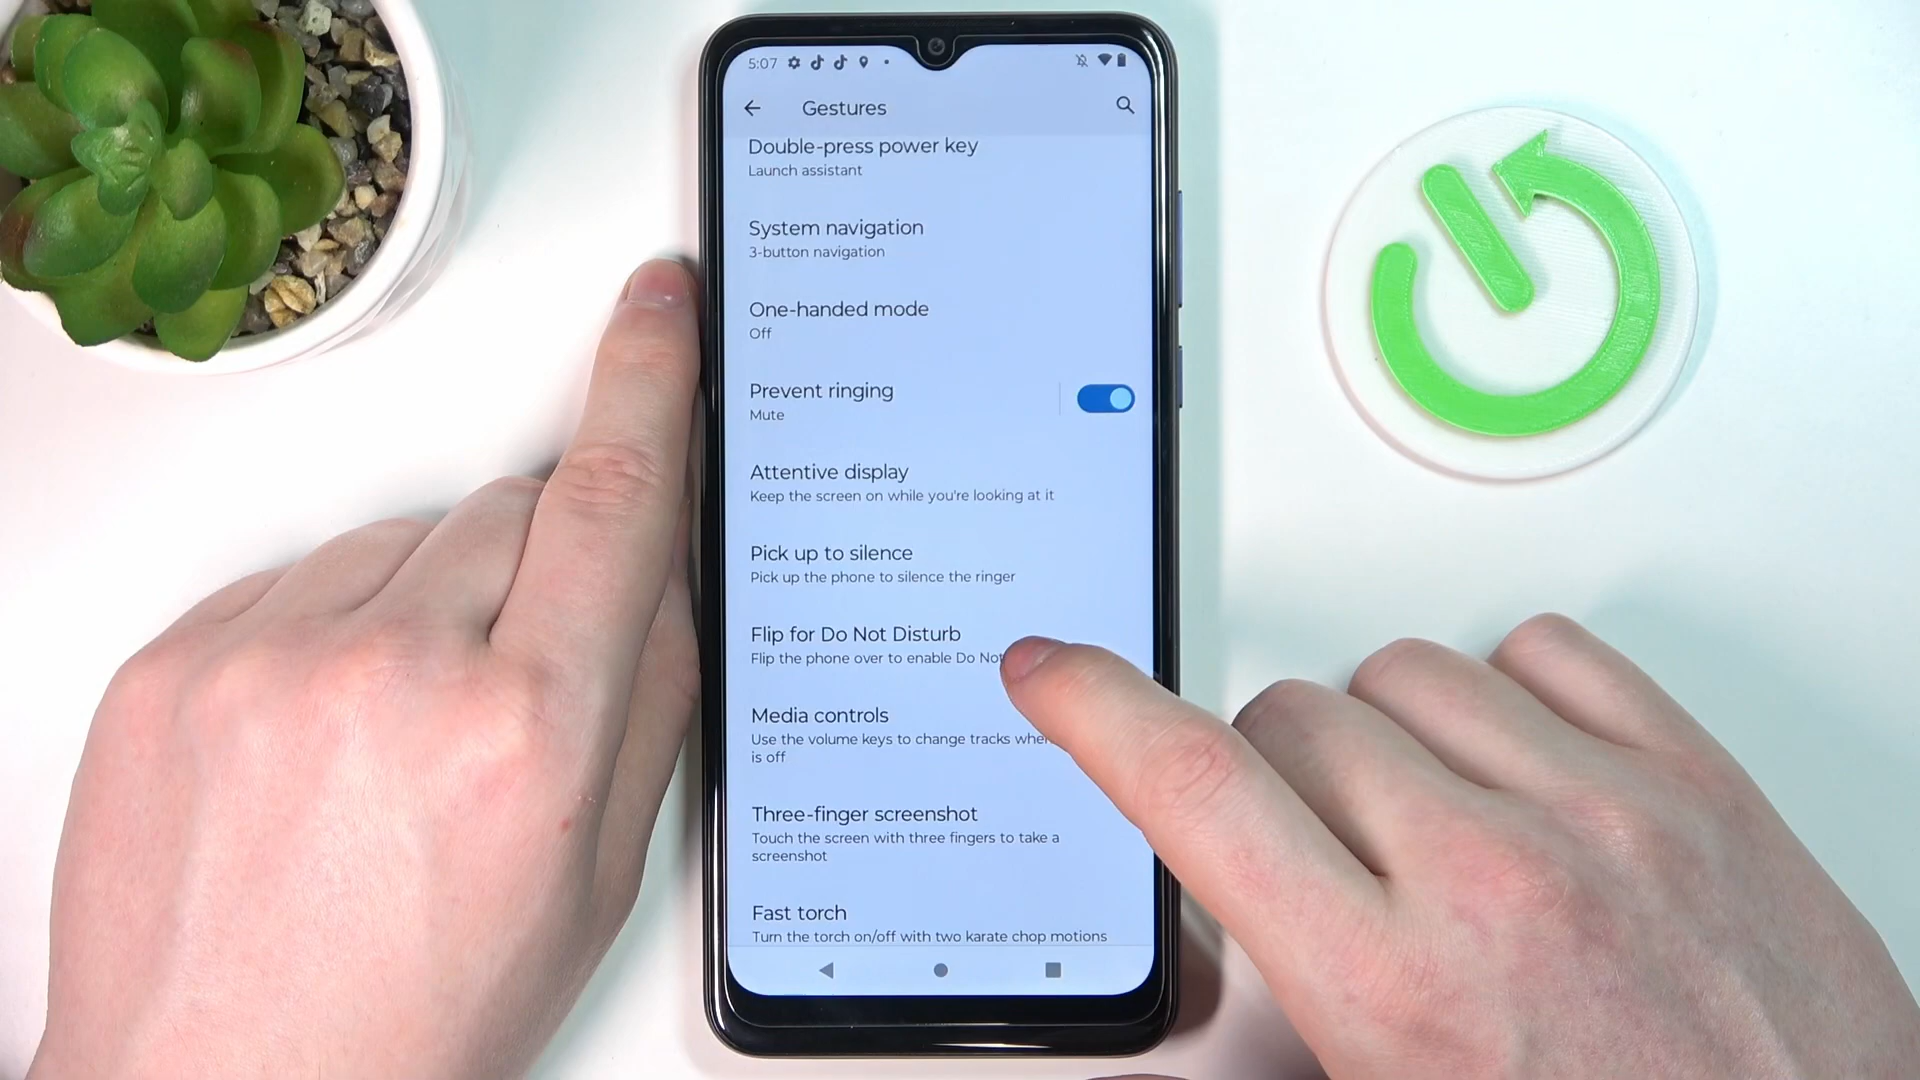 5:07
Gestures
Double-press power key
Launch assistant
System navigation
3-button navigation
One-handed mode
Off
Prevent ringing
Mute
Attentive display
Keep the screen on while you're looking at it
Pick up to silence
Pick up the phone to silence the ringer
Flip for Do Not Disturb
Flip the phone over to enable Do Not
Media controls
Use the volume keys to change tracks
is off
Three-finger screenshot
Touch the screen with three fingers to take a
screenshot
Fast torch
Turn the torch on/off with two karate chop motions